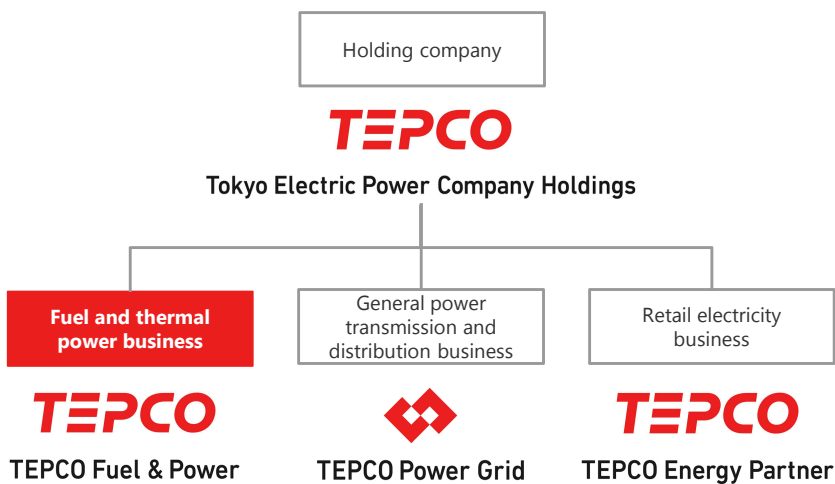 Holding company
TEPCO
Tokyo Electric Power Company Holdings
Fuel and thermal
power business
General power
transmission and
distribution business
Retail electricity
business
TEPCO
TEPCO
TEPCO Fuel & Power
TEPCO Power Grid
TEPCO Energy Partner